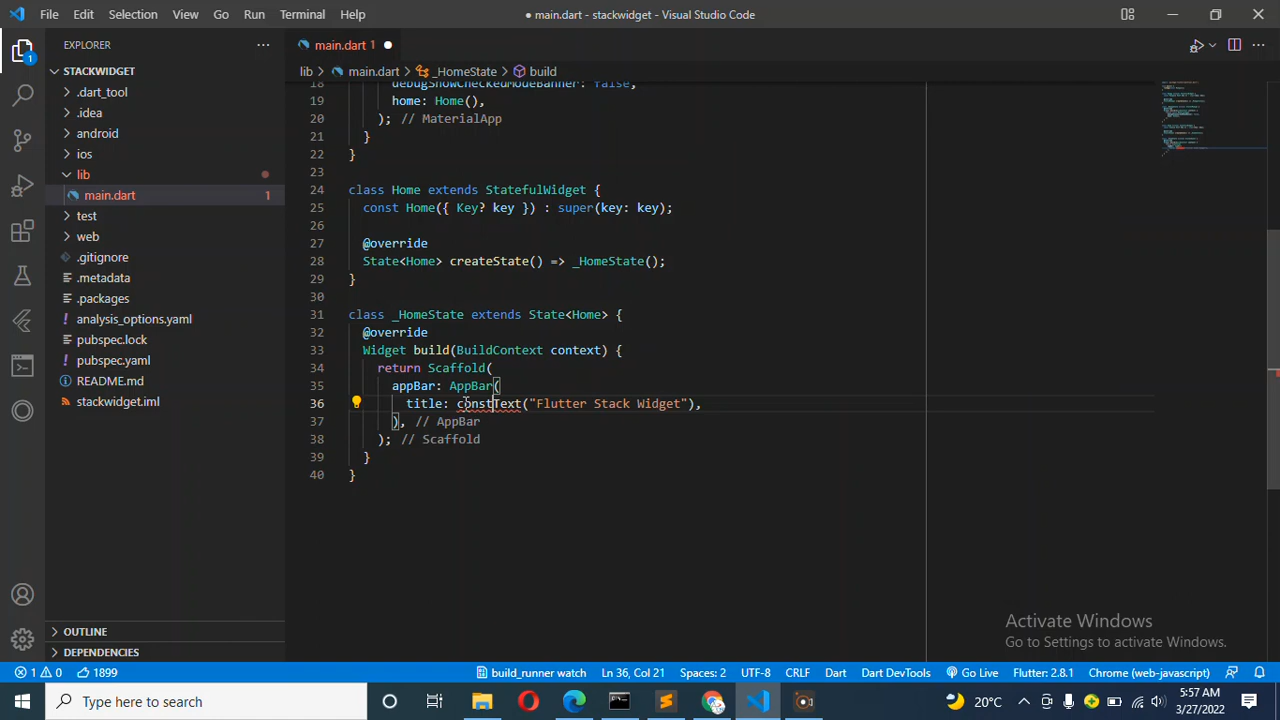 File Edit Selection View Go Run Terminal Help
● main.dart - stackwidget - Visual Studio Code
EXPLORER
STACKWIDGET
.dart_tool
.idea
android
ios
lib
main.dart 1
test
web
.gitignore
.metadata
.packages
analysis_options.yaml
pubspec.lock
pubspec.yaml
README.md
stackwidget.iml
OUTLINE
DEPENDENCIES
1
main.dart 1
lib > main.dart > _HomeState > build
18 debugShowCheckedModeBanner: false,
19 home: Home(),
20 ); // MaterialApp
21 }
22 }
23
24 class Home extends StatefulWidget {
25 const Home({ Key? key }) : super(key: key);
26
27 @override
28 State<Home> createState() => _HomeState();
29 }
30
31 class _HomeState extends State<Home> {
32 @override
33 Widget build(BuildContext context) {
34 return Scaffold(
35 appBar: AppBar(
36 title: constText("Flutter Stack Widget"),
37 ), // AppBar
38 ); // Scaffold
39 }
40 }
Activate Windows
Go to Settings to activate Windows.
1 0 1899 build_runner watch Ln 36, Col 21 Spaces: 2 UTF-8 CRLF Dart Dart DevTools Go Live Flutter: 2.8.1 Chrome (web-javascript)
Type here to search
20°C
5:57 AM
3/27/2022